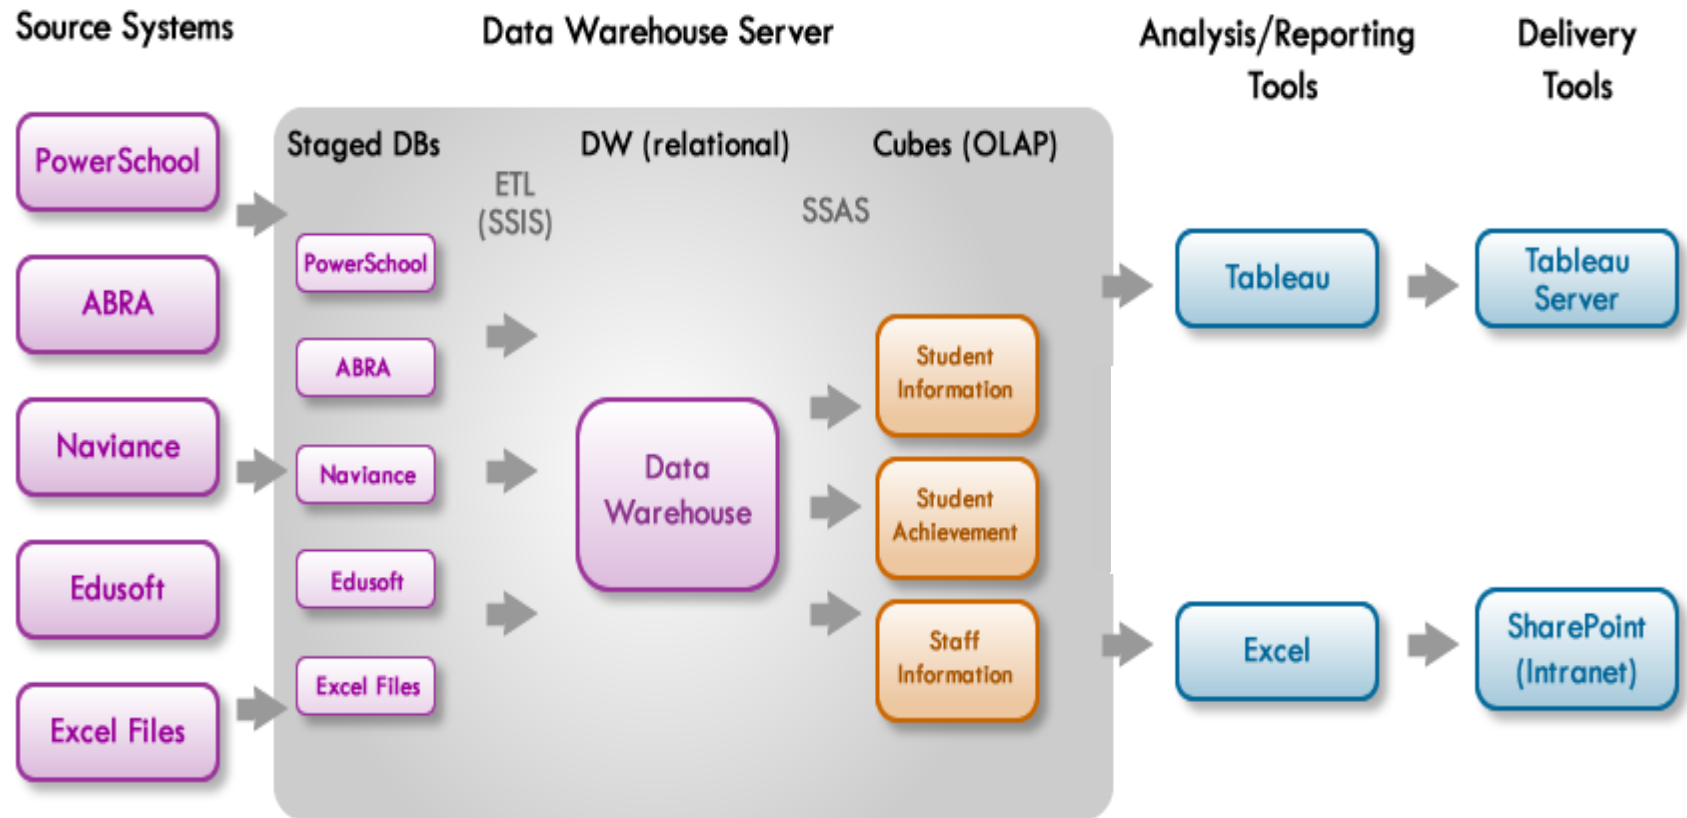 Source Systems
Data Warehouse Server
Analysis/Reporting
Tools
Delivery
Tools
PowerSchool
ABRA
Naviance
Edusoft
Excel Files
Staged DBs
PowerSchool
ABRA
Naviance
Edusoft
Excel Files
ETL
(SSIS)
DW (relational)
Data
Warehouse
SSAS
Cubes (OLAP)
Student
Information
Student
Achievement
Staff
Information
Tableau
Excel
Tableau
Server
SharePoint
(Intranet)